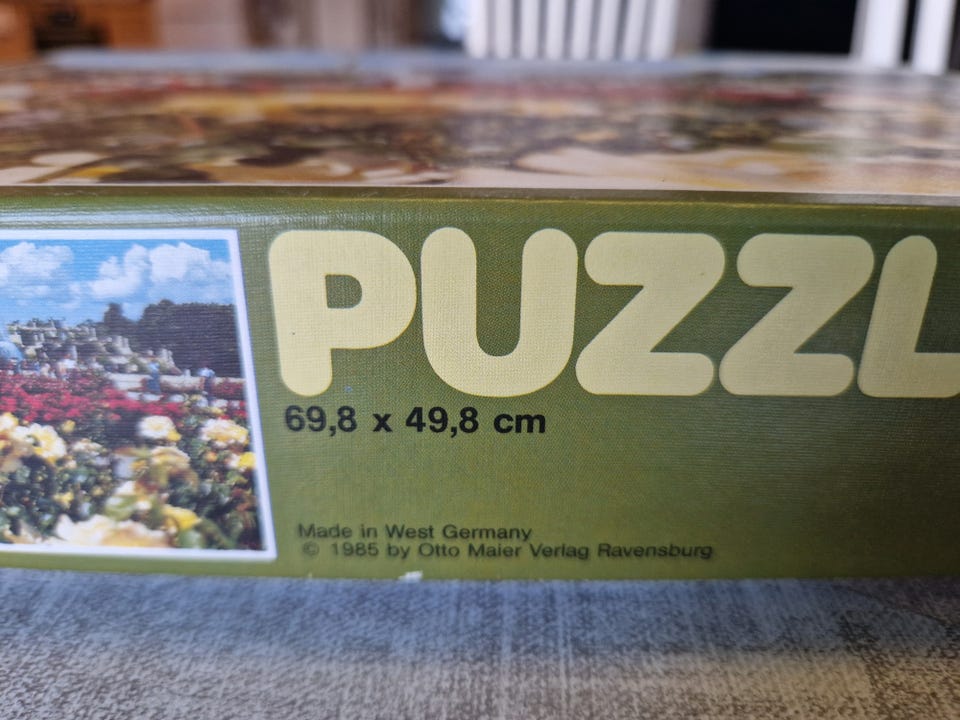 PUZZL
69,8 x 49,8 cm
Made in West Germany
© 1985 by Otto Maier Verlag Ravensburg